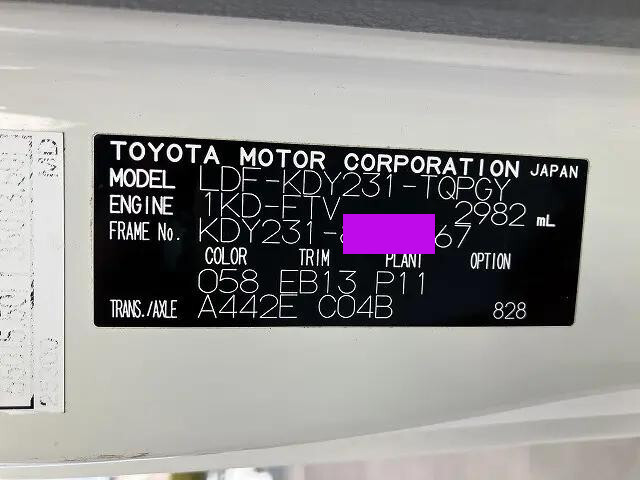 TOYOTA MOTOR CORPORATION JAPAN
MODEL LDF-KDY231-TQPGY
ENGINE 1KD-FTV 2982 mL
FRAME No. KDY231- 67
COLOR TRIM PLANT OPTION
058 EB13 P11
TRANS./AXLE A442E C04B 828